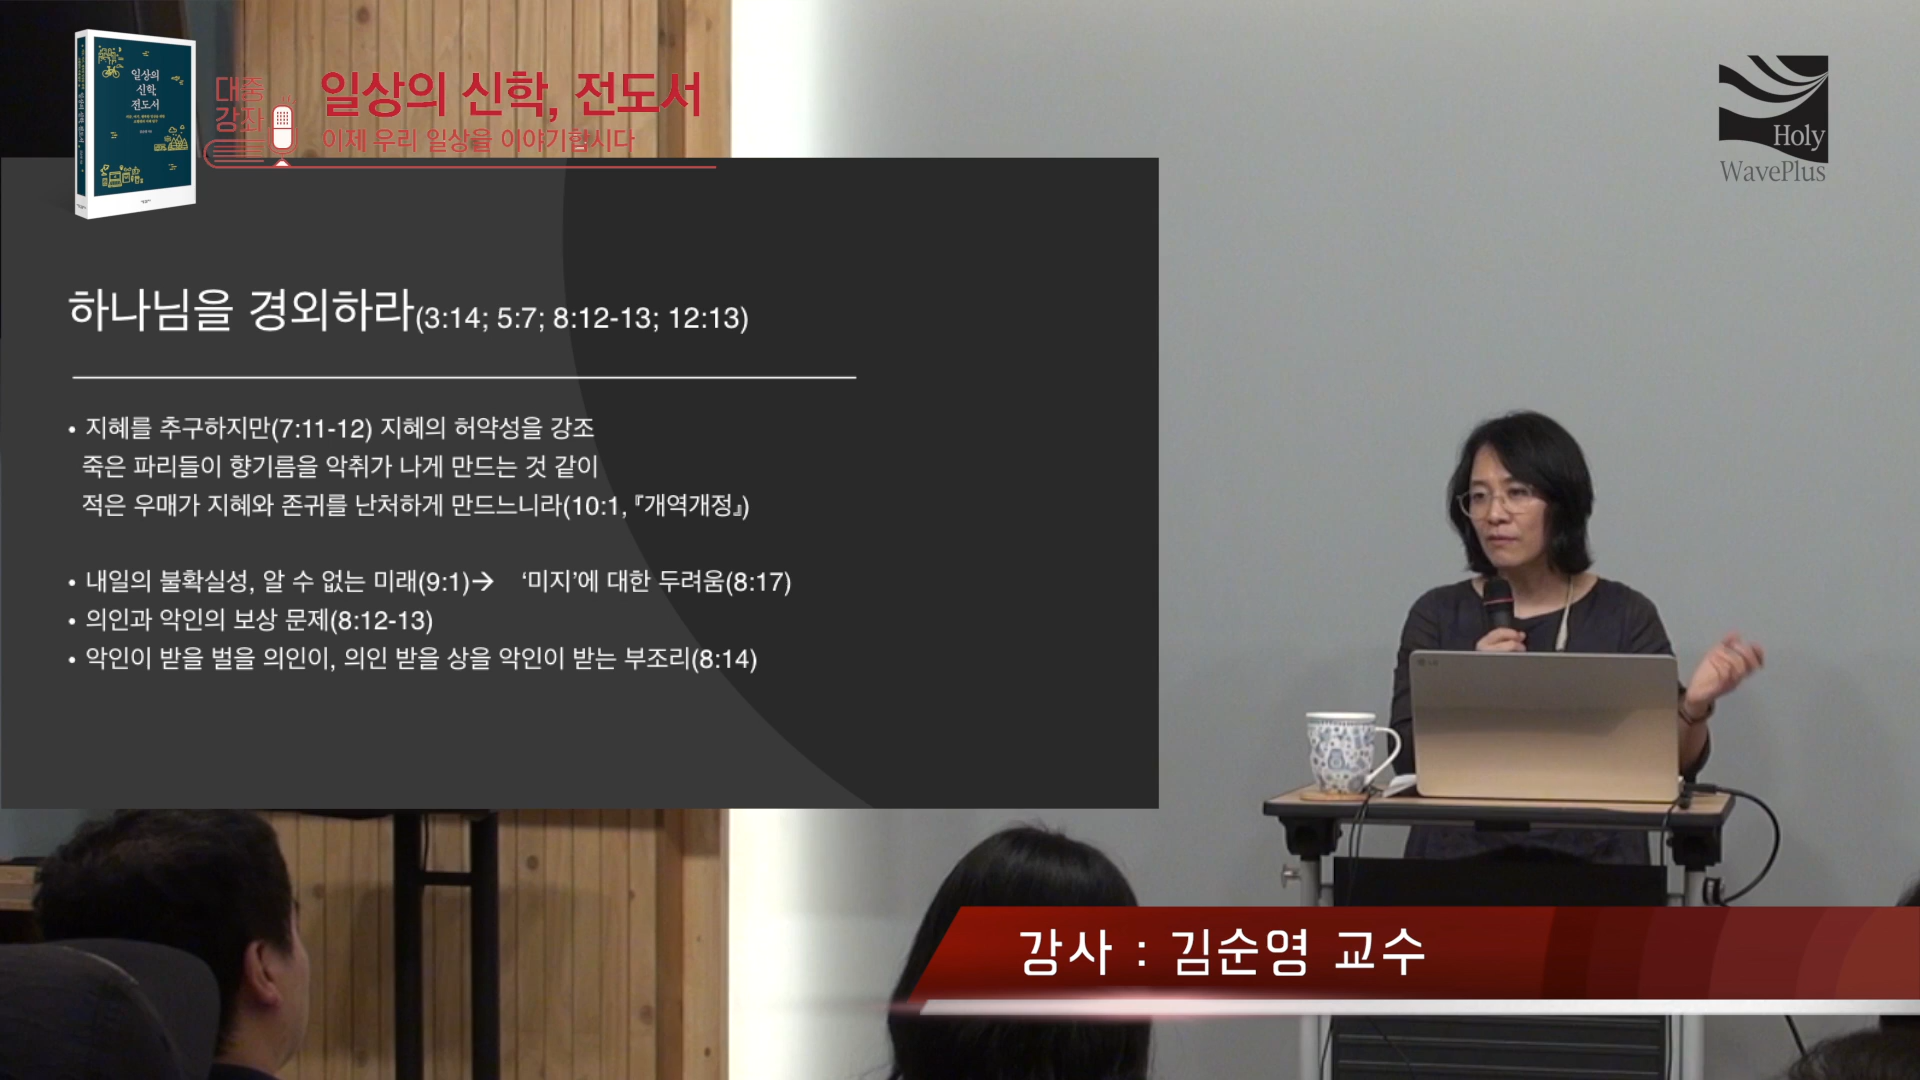 일상의
신학,
전도서
대중
강좌
일상의 신학, 전도서
이제 우리 일상을 이야기합시다
Holy
WavePlus
하나님을 경외하라(3:14; 5:7; 8:12-13; 12:13)
• 지혜를 추구하지만(7:11-12) 지혜의 허약성을 강조
죽은 파리들이 향기름을 악취가 나게 만드는 것 같이
적은 우매가 지혜와 존귀를 난처하게 만드느니라(10:1, 『개역개정』)
• 내일의 불확실성, 알 수 없는 미래(9:1)→ ‘미지’에 대한 두려움(8:17)
• 의인과 악인의 보상 문제(8:12-13)
• 악인이 받을 벌을 의인이, 의인 받을 상을 악인이 받는 부조리(8:14)
LG
강사 : 김순영 교수